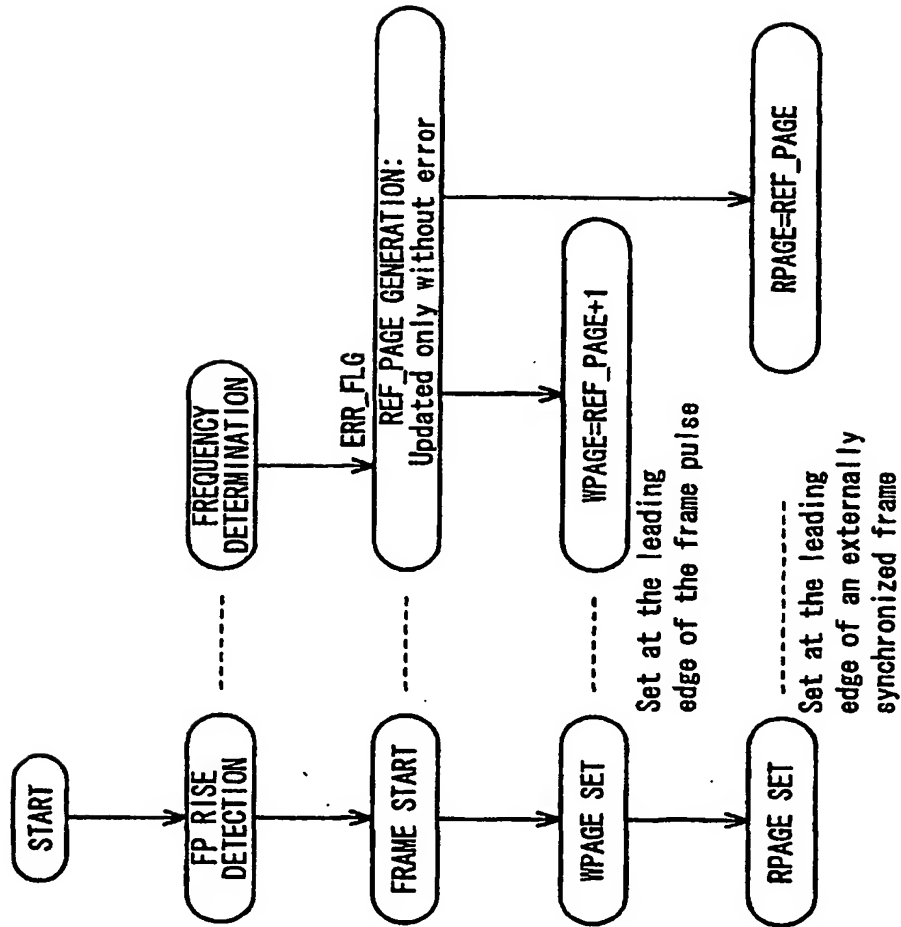 START
FP RISE
DETECTION
FREQUENCY
DETERMINATION
ERR_FLG
FRAME START
REF_PAGE GENERATION:
Updated only without error
WPAGE SET
WPAGE=REF_PAGE+1
Set at the leading
edge of the frame pulse
RPAGE SET
RPAGE=REF_PAGE
Set at the leading
edge of an externally
synchronized frame